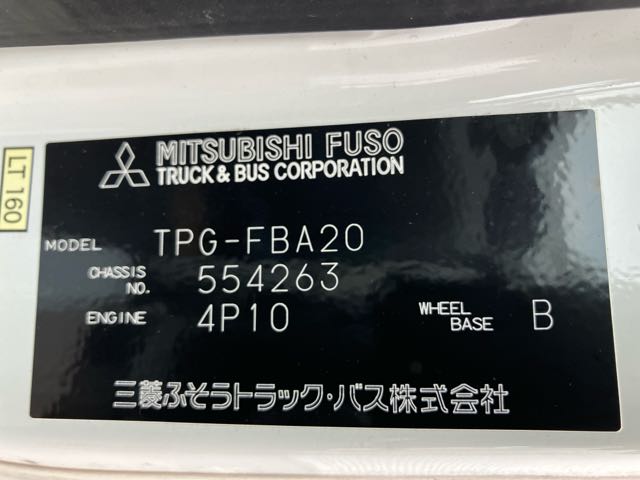 MITSUBISHI FUSO
TRUCK & BUS CORPORATION
LT 160
MODEL TPG-FBA20
CHASSIS NO. 554263
ENGINE 4P10 WHEEL BASE B
三菱ふそうトラック・バス株式会社